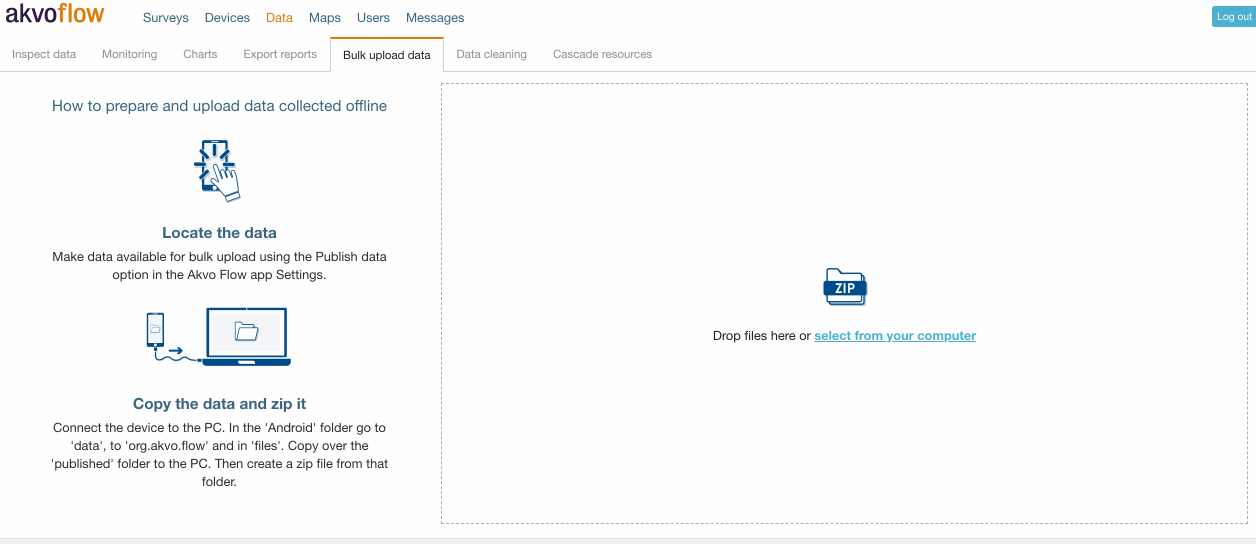 akvoflow
Surveys Devices Data Maps Users Messages
Log out
Inspect data Monitoring Charts Export reports Bulk upload data Data cleaning Cascade resources
How to prepare and upload data collected offline
Locate the data
Make data available for bulk upload using the Publish data
option in the Akvo Flow app Settings.
Copy the data and zip it
Connect the device to the PC. In the 'Android' folder go to
'data', to 'org.akvo.flow' and in 'files'. Copy over the
'published' folder to the PC. Then create a zip file from that
folder.
ZIP
Drop files here or select from your computer